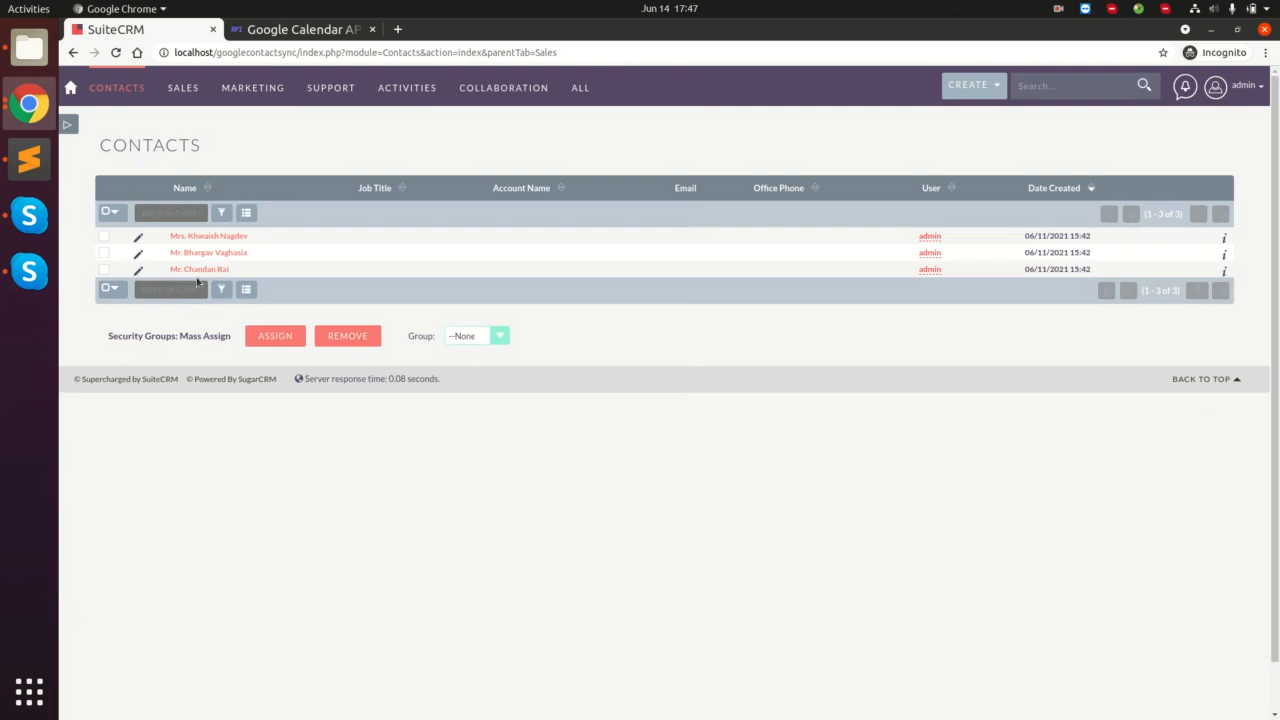 Activities
Google Chrome
Jun 14 17:47
SuiteCRM
Google Calendar AP
localhost/googlecontactsync/index.php?module=Contacts&action=index&parentTab=Sales
Incognito
CONTACTS SALES MARKETING SUPPORT ACTIVITIES COLLABORATION ALL
CREATE
Search...
admin
CONTACTS
Name Job Title Account Name Email Office Phone User Date Created
BULK ACTION
(1 - 3 of 3)
Mrs. Khwaish Nagdev admin 06/11/2021 15:42
Mr. Bhargav Vaghasia admin 06/11/2021 15:42
Mr. Chandan Rai admin 06/11/2021 15:42
BULK ACTION
(1 - 3 of 3)
Security Groups: Mass Assign ASSIGN REMOVE Group: --None
© Supercharged by SuiteCRM © Powered By SugarCRM Server response time: 0.08 seconds. BACK TO TOP